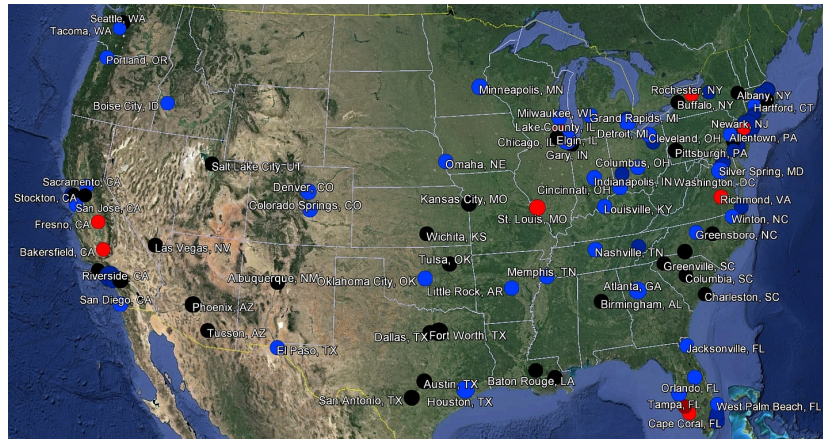 Seattle, WA
Tacoma, WA
Portland, OR
Boise City, ID
Minneapolis, MN
Rochester, NY
Albany, NY
Buffalo, NY
Hartford, CT
Milwaukee, WI
Grand Rapids, MI
Lake County, IL
Newark, NJ
Detroit, MI
Cleveland, OH
Allentown, PA
Chicago, IL
Elgin, IL
Gary, IN
Pittsburgh, PA
Salt Lake City, UT
Omaha, NE
Columbus, OH
Silver Spring, MD
Sacramento, CA
Denver, CO
Cincinnati, OH
Indianapolis, IN
Washington, DC
Stockton, CA
San Jose, CA
Colorado Springs, CO
Kansas City, MO
Louisville, KY
Richmond, VA
Fresno, CA
St. Louis, MO
Winton, NC
Wichita, KS
Greensboro, NC
Bakersfield, CA
Las Vegas, NV
Nashville, TN
Tulsa, OK
Riverside, CA
Albuquerque, NM
Oklahoma City, OK
Memphis, TN
Greenville, SC
Columbia, SC
Little Rock, AR
Atlanta, GA
San Diego, CA
Phoenix, AZ
Birmingham, AL
Charleston, SC
Tucson, AZ
Dallas, TX
Fort Worth, TX
El Paso, TX
Jacksonville, FL
Austin, TX
Baton Rouge, LA
Orlando, FL
San Antonio, TX
Houston, TX
Tampa, FL
West Palm Beach, FL
Cape Coral, FL